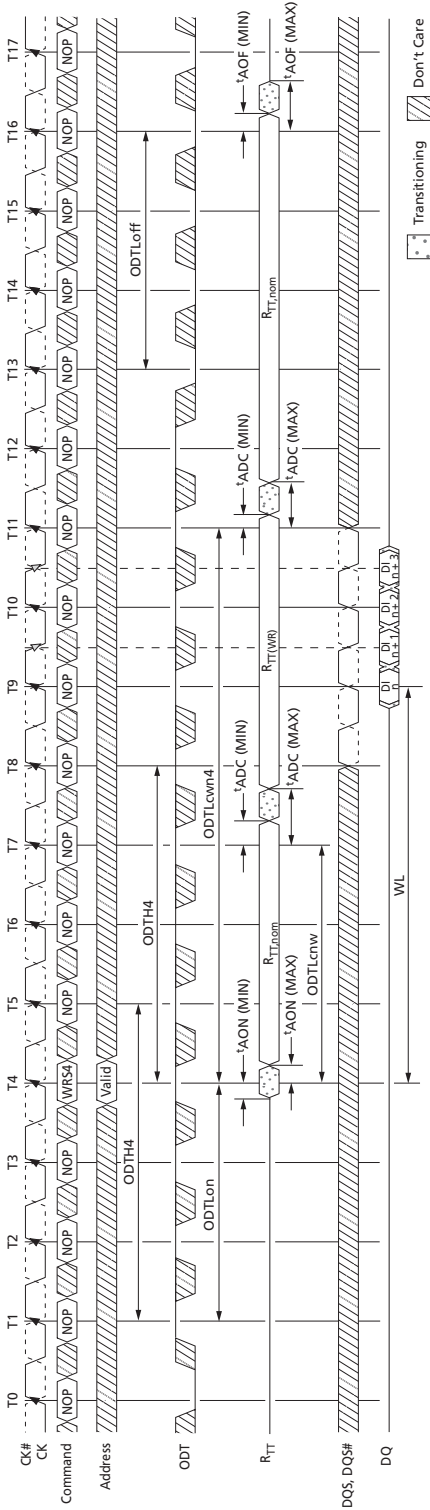 T0 T1 T2 T3 T4 T5 T6 T7 T8 T9 T10 T11 T12 T13 T14 T15 T16 T17
CK#
CK
Command NOP NOP NOP NOP WRS4 NOP NOP NOP NOP NOP NOP NOP NOP NOP NOP NOP NOP NOP
Address Valid
ODTH4 ODTH4 ODTLoff
ODT
ODTLon ODTLcwn4
tAON (MIN) tADC (MIN) tADC (MIN) tAOF (MIN)
RTT RTT,nom RTT(WR) RTT,nom
tAON (MAX) tADC (MAX) tADC (MAX) tAOF (MAX)
ODTLcnw
DQS, DQS#
WL
DQ DI n DI n + 1 DI n + 2 DI n + 3
Transitioning Don't Care